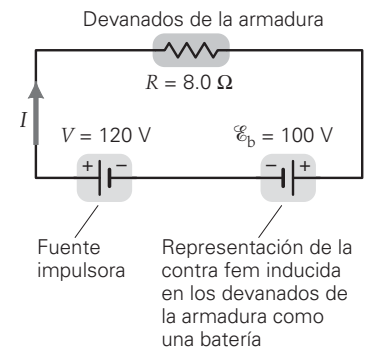 Devanados de la armadura
R = 8.0 Ω
I
V = 120 V
ℰb = 100 V
+ −
− +
Fuente
impulsora
Representación de la
contra fem inducida
en los devanados de
la armadura como
una batería